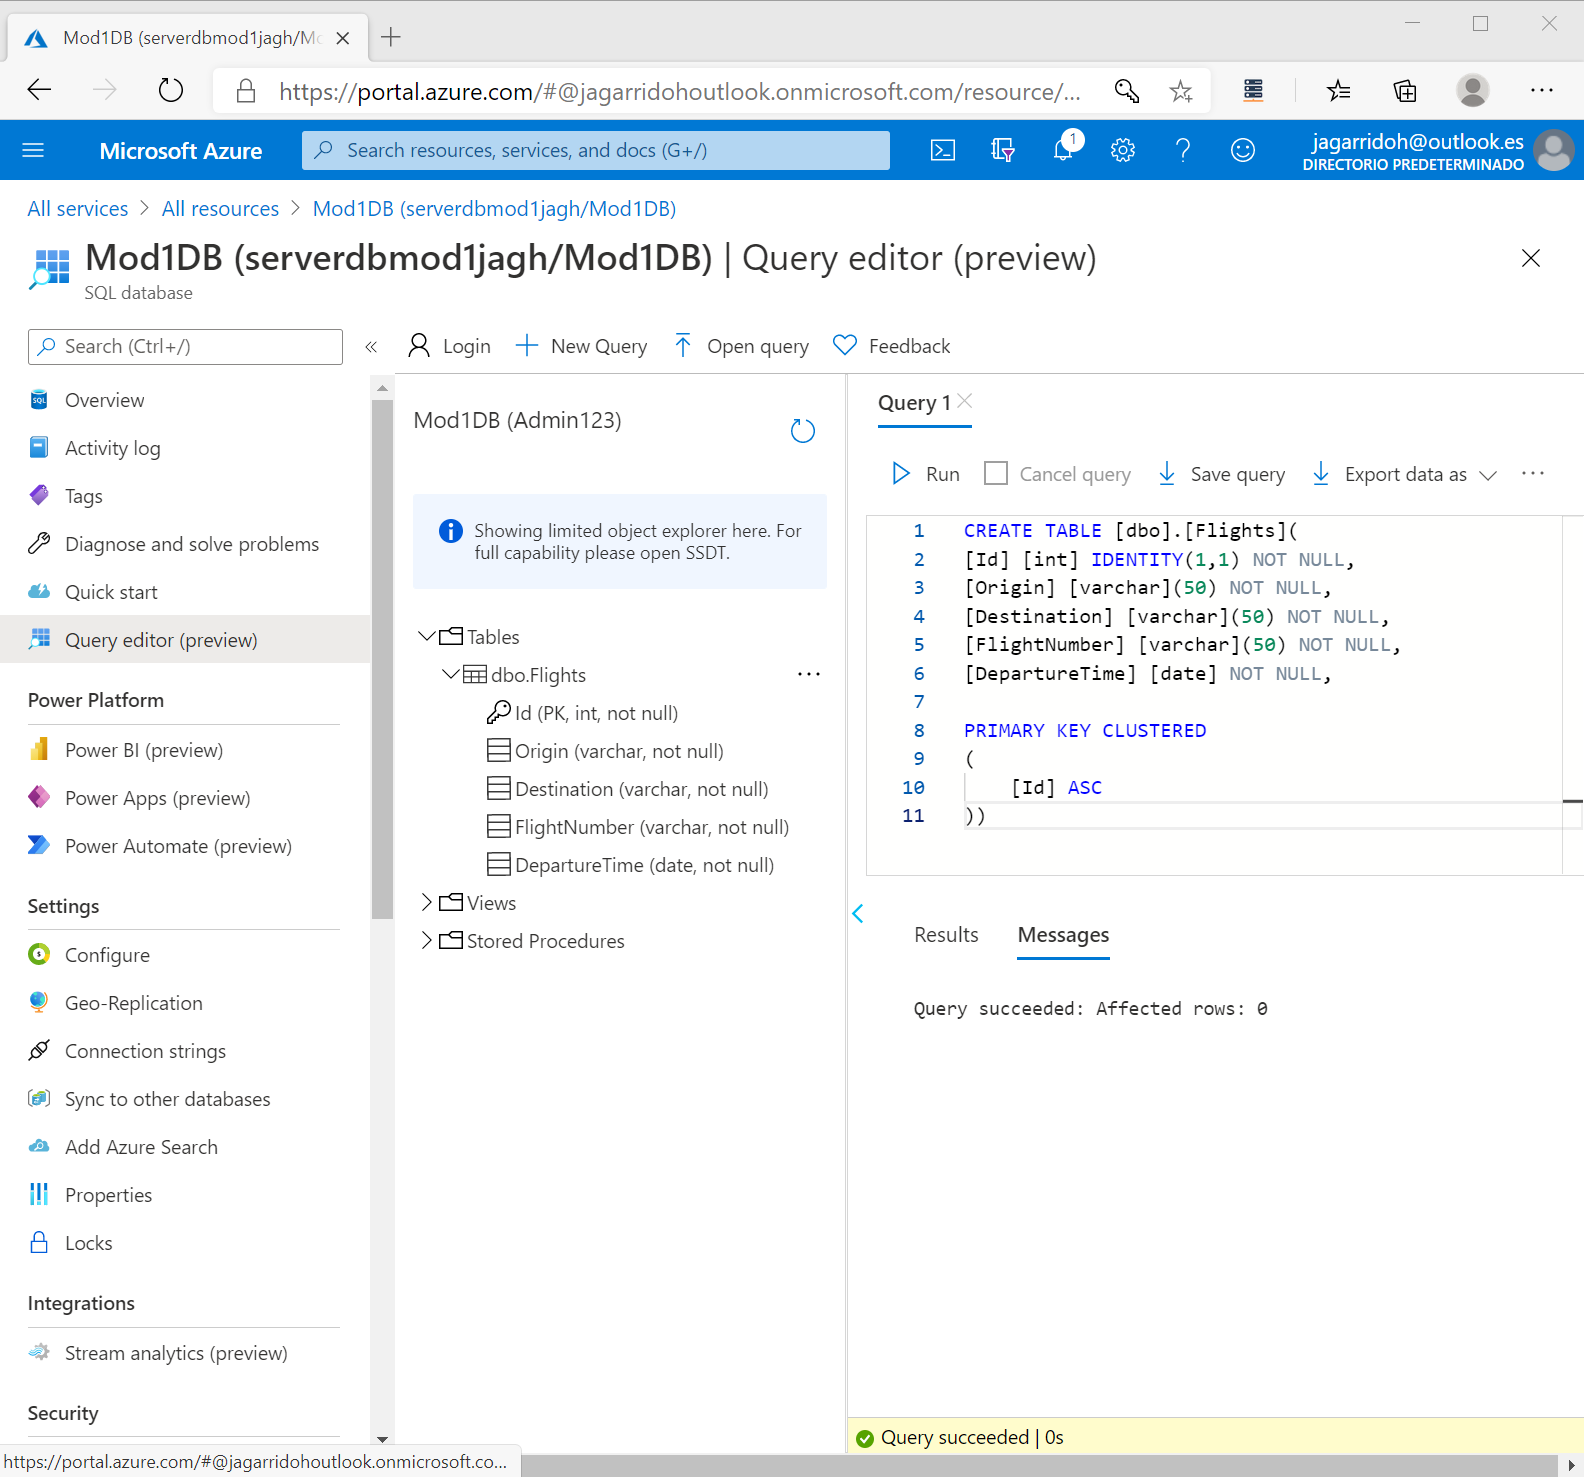 Mod1DB (serverdbmod1jagh/Mo
https://portal.azure.com/#@jagarridohoutlook.onmicrosoft.com/resource/...
Microsoft Azure
Search resources, services, and docs (G+/)
1
jagarridoh@outlook.es
DIRECTORIO PREDETERMINADO
All services > All resources > Mod1DB (serverdbmod1jagh/Mod1DB)
Mod1DB (serverdbmod1jagh/Mod1DB) | Query editor (preview)
SQL database
Search (Ctrl+/)
«
Login
New Query
Open query
Feedback
Overview
Activity log
Tags
Diagnose and solve problems
Quick start
Query editor (preview)
Power Platform
Power BI (preview)
Power Apps (preview)
Power Automate (preview)
Settings
Configure
Geo-Replication
Connection strings
Sync to other databases
Add Azure Search
Properties
Locks
Integrations
Stream analytics (preview)
Security
https://portal.azure.com/#@jagarridohoutlook.onmicrosoft.co...
Mod1DB (Admin123)
Showing limited object explorer here. For
full capability please open SSDT.
Tables
dbo.Flights
Id (PK, int, not null)
Origin (varchar, not null)
Destination (varchar, not null)
FlightNumber (varchar, not null)
DepartureTime (date, not null)
Views
Stored Procedures
Query 1
Run
Cancel query
Save query
Export data as
1 CREATE TABLE [dbo].[Flights](
2 [Id] [int] IDENTITY(1,1) NOT NULL,
3 [Origin] [varchar](50) NOT NULL,
4 [Destination] [varchar](50) NOT NULL,
5 [FlightNumber] [varchar](50) NOT NULL,
6 [DepartureTime] [date] NOT NULL,
7
8 PRIMARY KEY CLUSTERED
9 (
10 [Id] ASC
11 ))
Results
Messages
Query succeeded: Affected rows: 0
Query succeeded | 0s